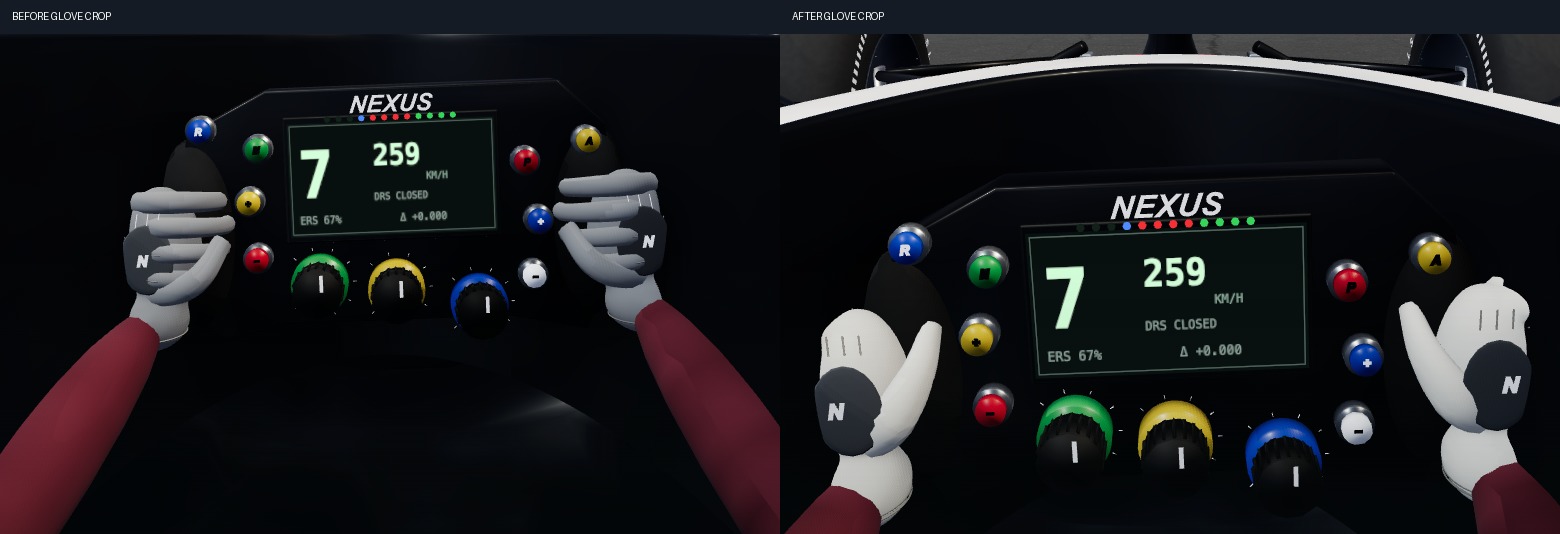 BEFORE GLOVE CROP
NEXUS
R
A
P
7
259
KM/H
DRS CLOSED
+
+
ERS 67%
Δ +0.000
N
N
-
-
AFTER GLOVE CROP
NEXUS
R
A
P
7
259
KM/H
DRS CLOSED
+
+
ERS 67%
Δ +0.000
N
N
-
-